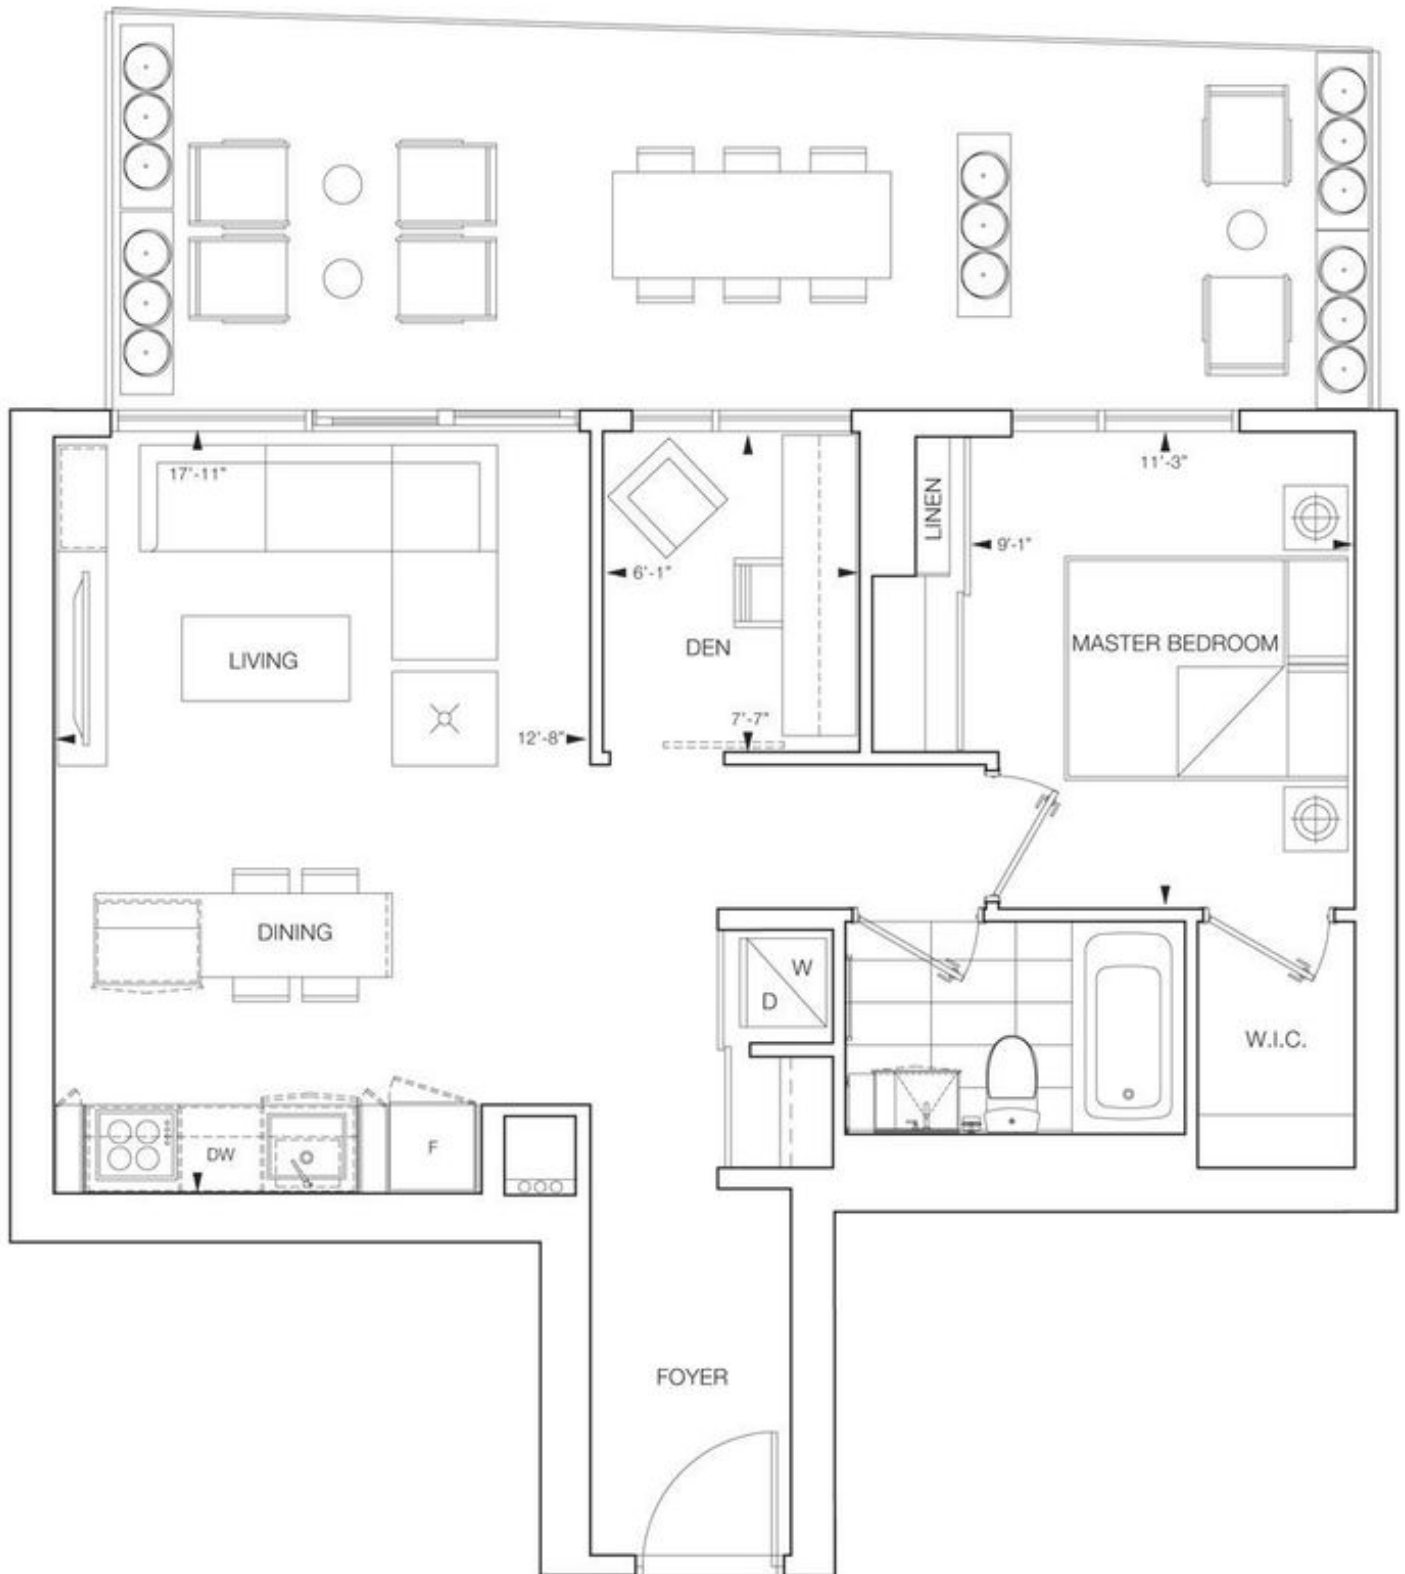 17'-11"
11'-3"
LINEN
9'-1"
6'-1"
DEN
MASTER BEDROOM
LIVING
7'-7"
12'-8"
DINING
W
D
W.I.C.
DW
F
FOYER